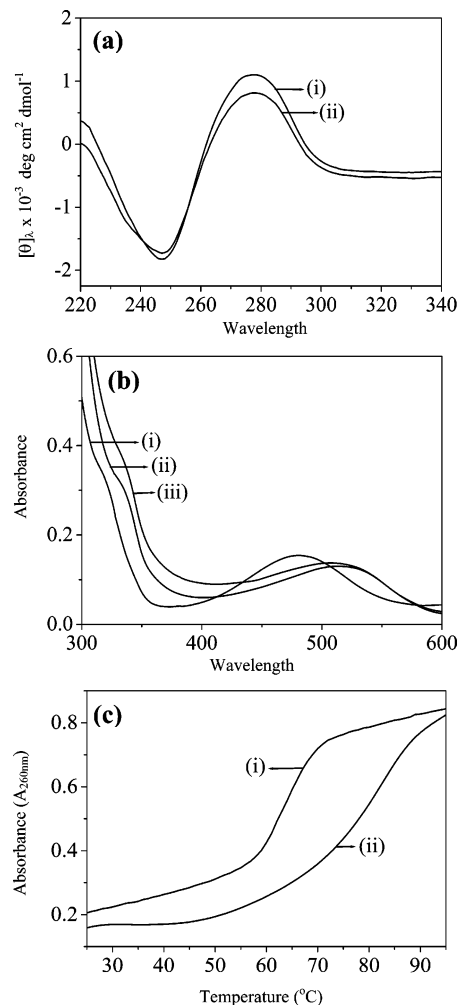 (a)
2
1
0
-1
-2
[θ]λ x 10⁻³ deg cm² dmol⁻¹
(i)
(ii)
220 240 260 280 300 320 340
Wavelength
(b)
0.6
0.4
0.2
0.0
Absorbance
(i)
(ii)
(iii)
300 400 500 600
Wavelength
(c)
0.8
0.6
0.4
0.2
Absorbance (A260nm)
(i)
(ii)
30 40 50 60 70 80 90
Temperature (°C)